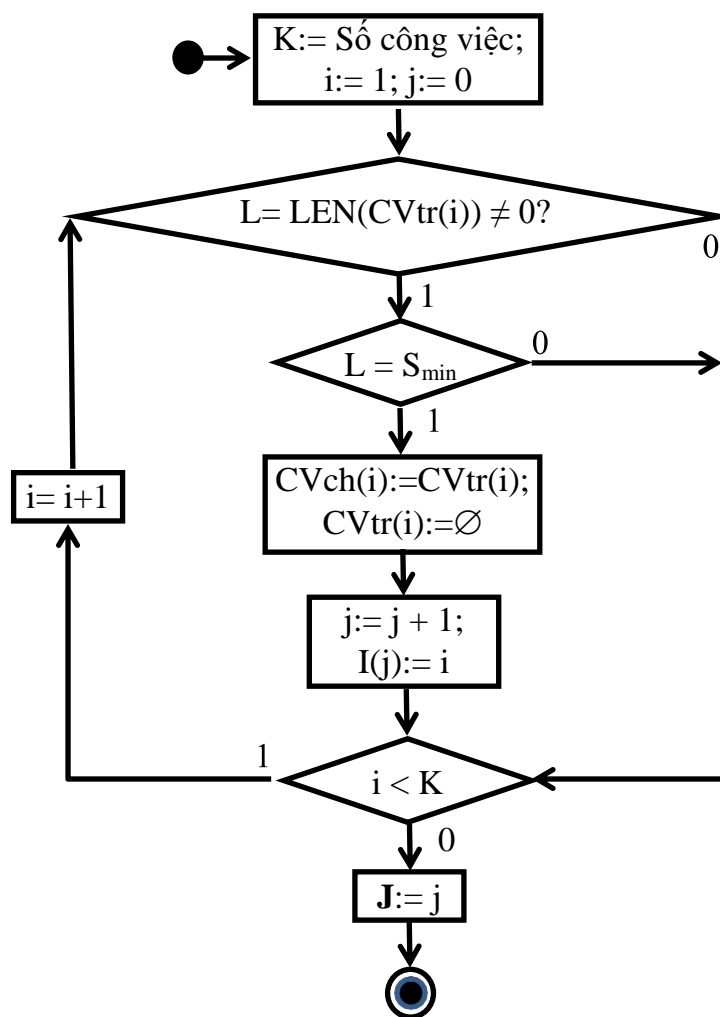 K:= Số công việc;
i:= 1; j:= 0
L= LEN(CVtr(i)) ≠ 0?
0
1
L = Smin
0
1
CVch(i):=CVtr(i);
CVtr(i):=∅
i= i+1
j:= j + 1;
I(j):= i
1
i < K
0
J:= j